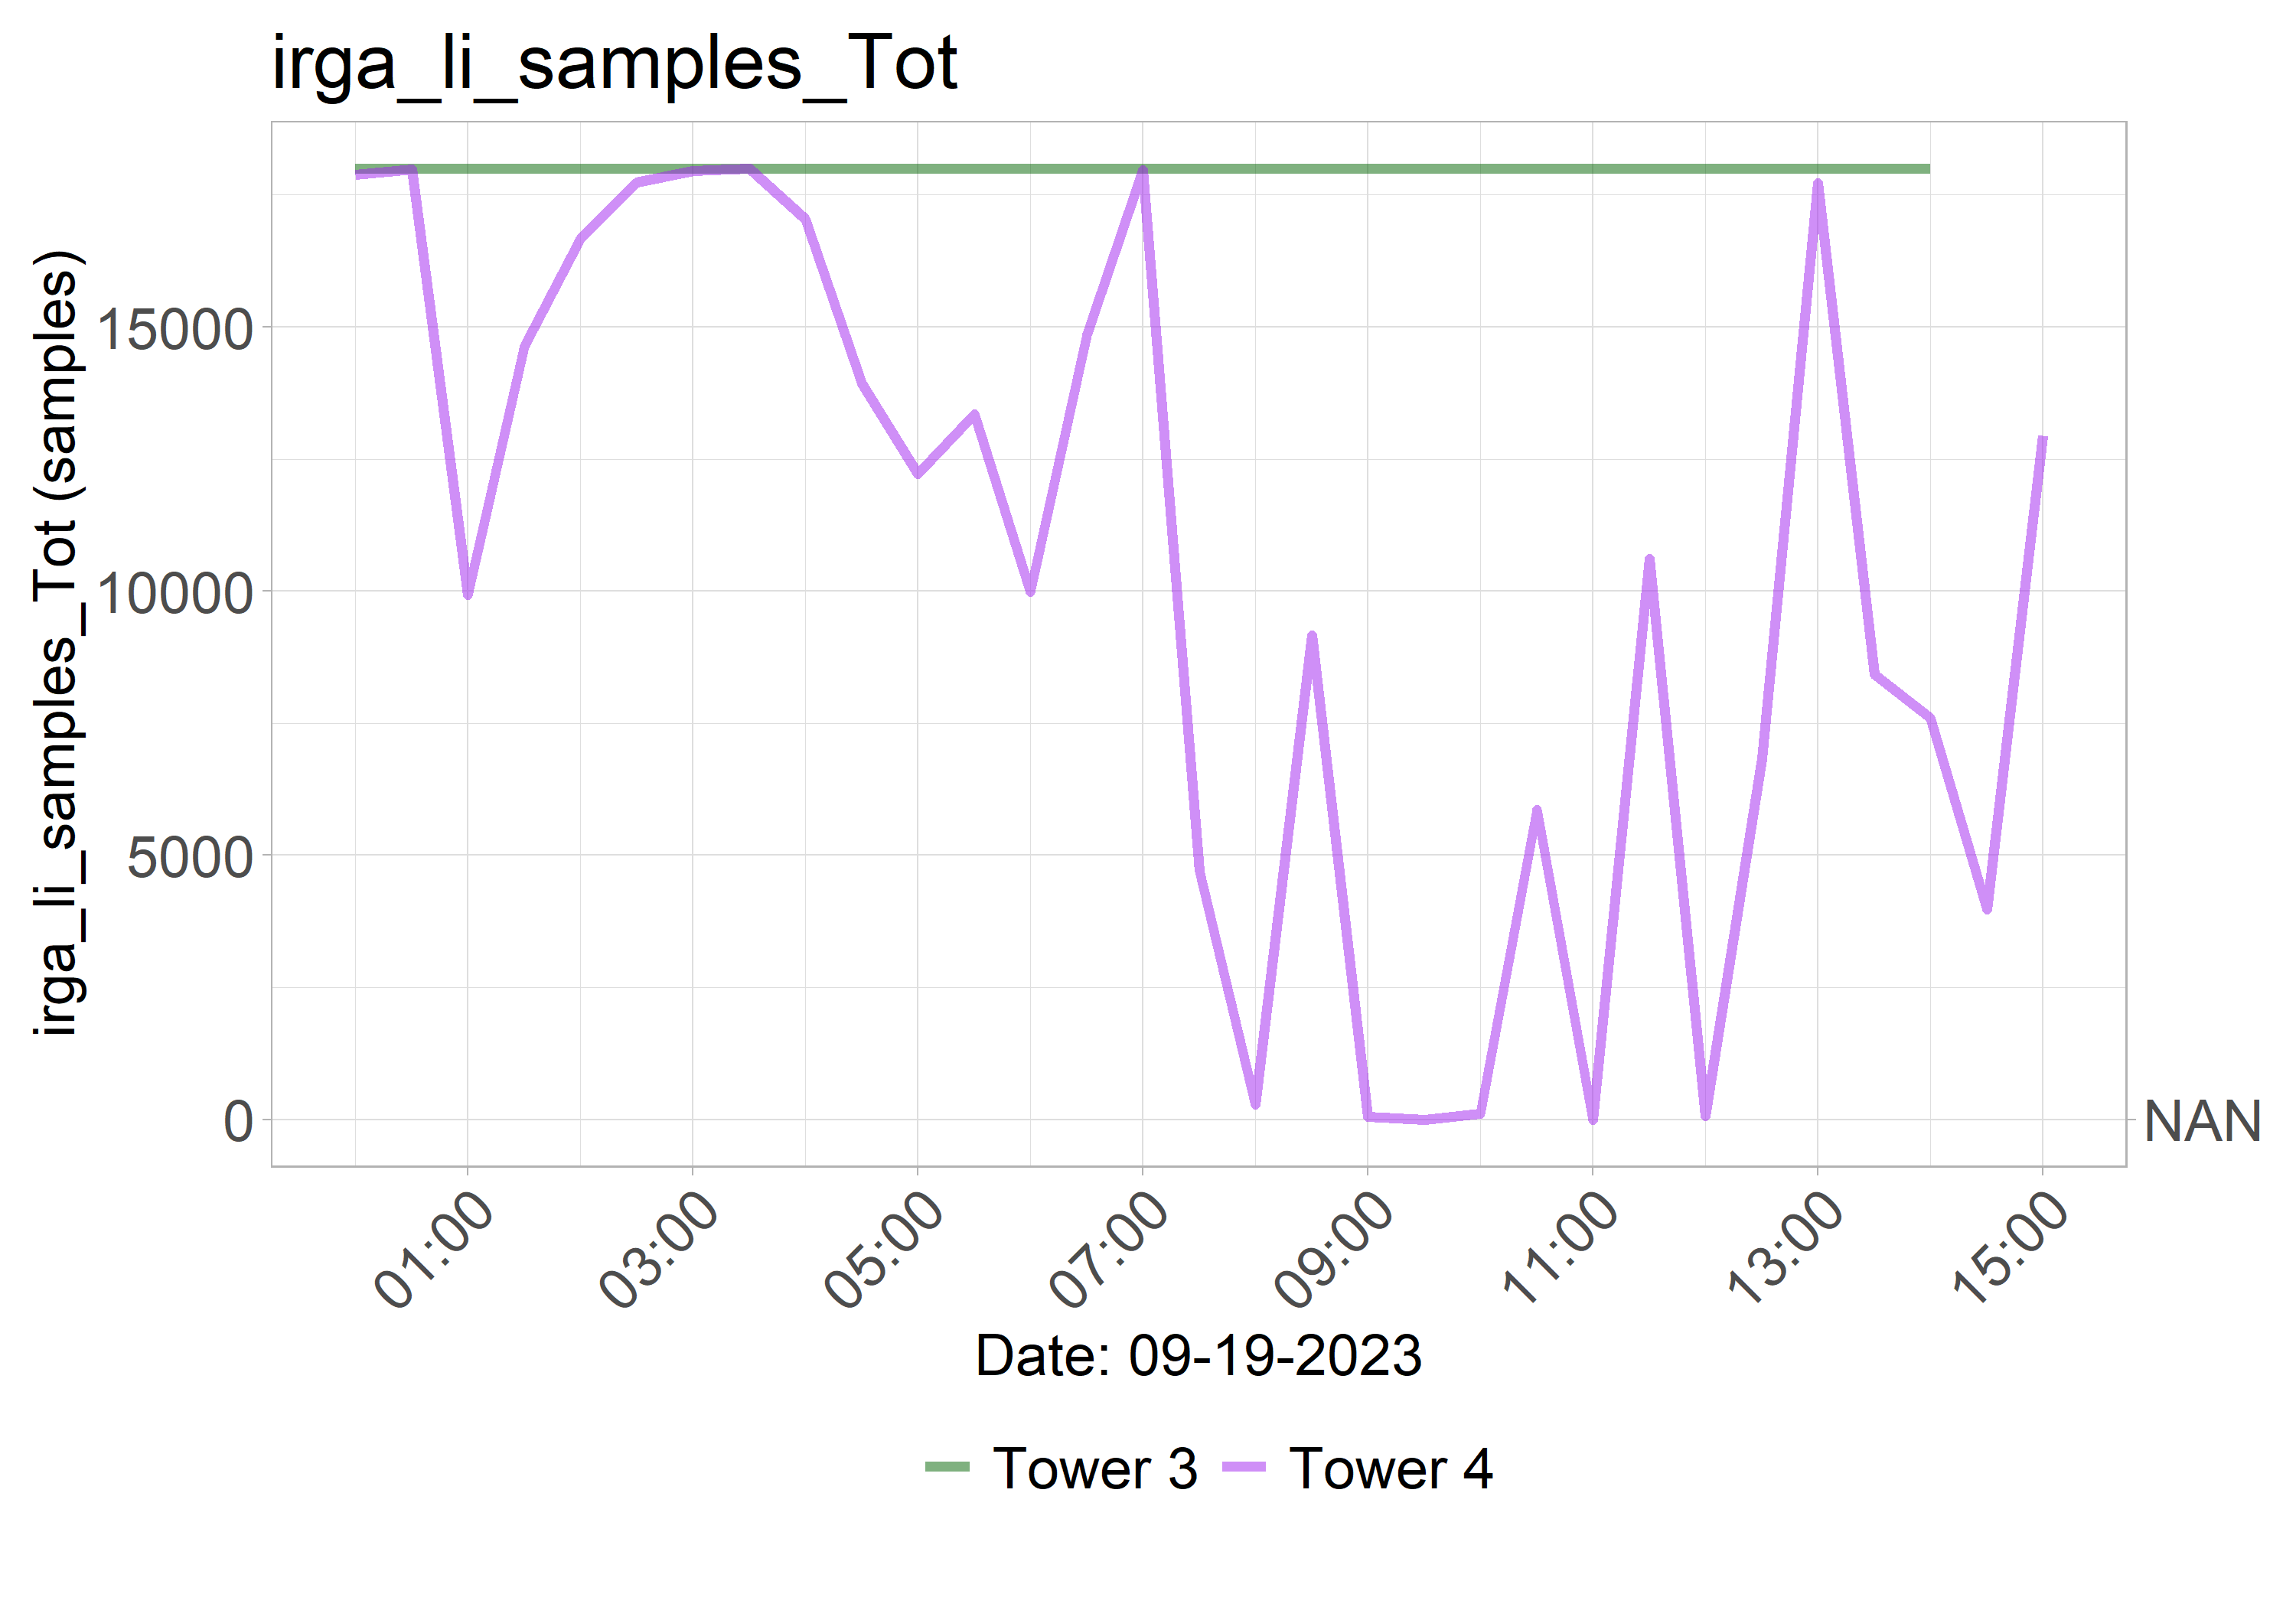 irga_li_samples_Tot
irga_li_samples_Tot (samples)
15000
10000
5000
0
NAN
01:00
03:00
05:00
07:00
09:00
11:00
13:00
15:00
Date: 09-19-2023
Tower 3
Tower 4